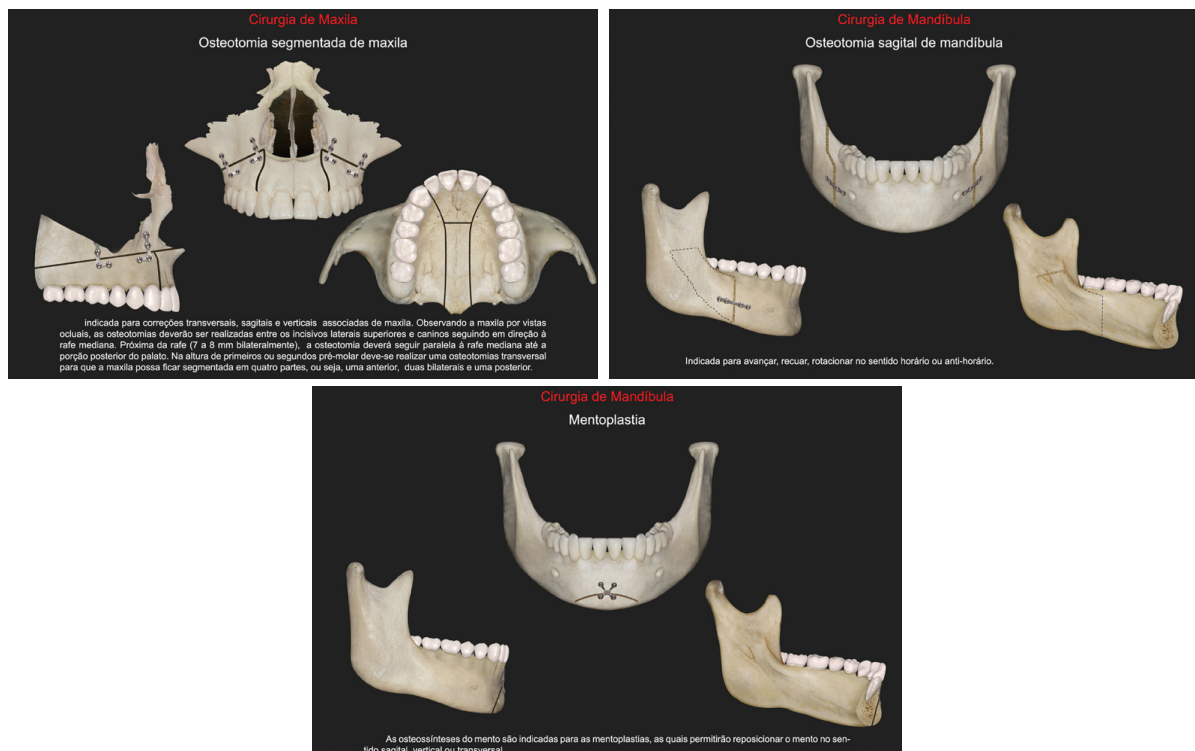 Cirurgia de Maxila
Osteotomia segmentada de maxila
indicada para correções transversais, sagitais e verticais associadas de maxila. Observando a maxila por vistas
ocluais, as osteotomias deverão ser realizadas entre os incisivos laterais superiores e caninos seguindo em direção à
rafe mediana. Próxima da rafe (7 a 8 mm bilateralmente), a osteotomia deverá seguir paralela à rafe mediana até a
porção posterior do palato. Na altura de primeiros ou segundos pré-molar deve-se realizar uma osteotomias transversal
para que a maxila possa ficar segmentada em quatro partes, ou seja, uma anterior, duas bilaterais e uma posterior.
Cirurgia de Mandíbula
Osteotomia sagital de mandíbula
Indicada para avançar, recuar, rotacionar no sentido horário ou anti-horário.
Cirurgia de Mandíbula
Mentoplastia
As osteossínteses do mento são indicadas para as mentoplastias, as quais permitirão reposicionar o mento no sen-
tido sagital, vertical ou transversal